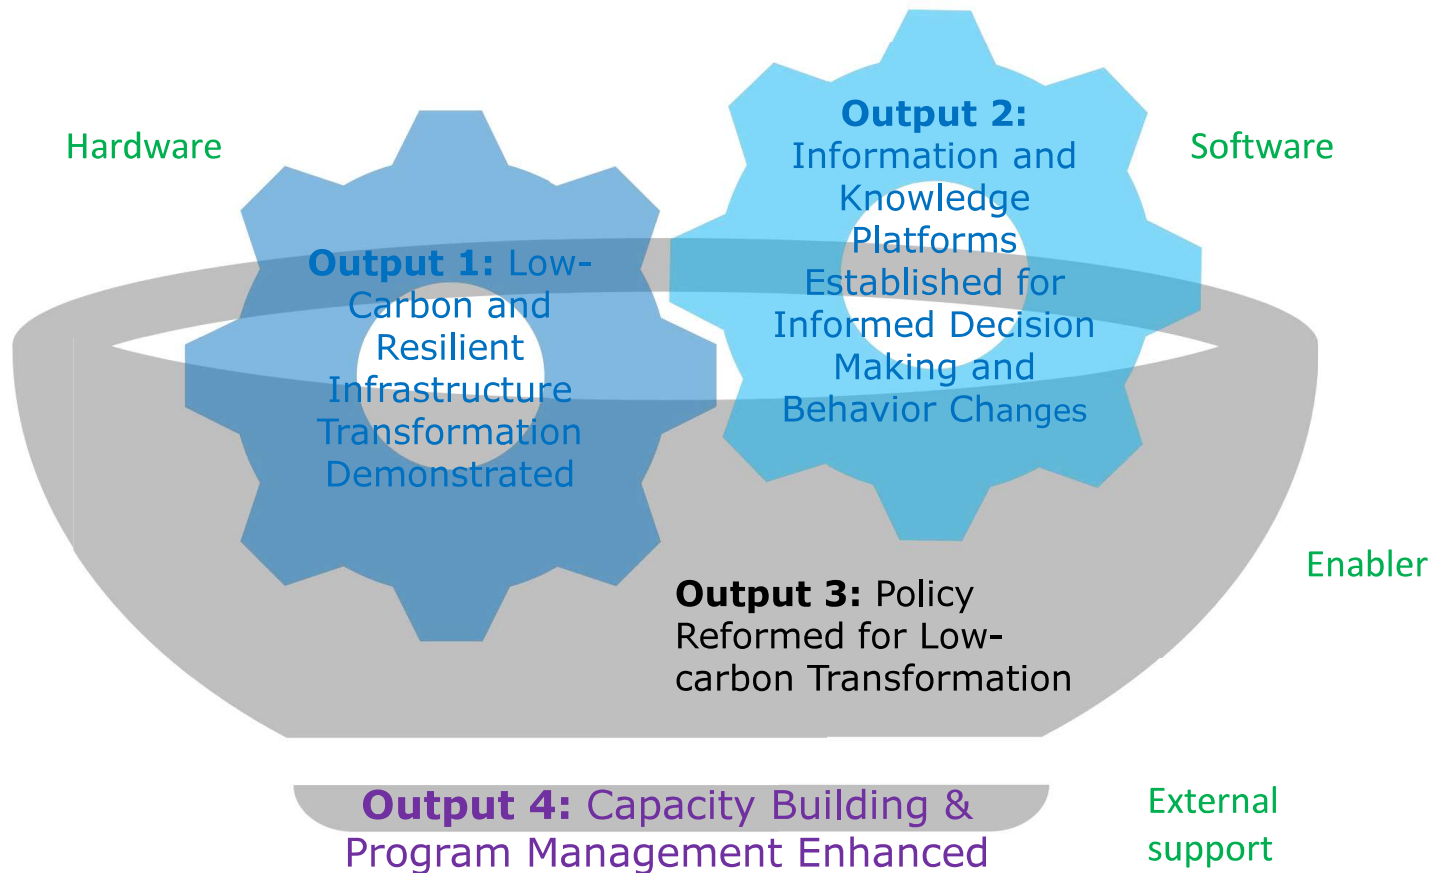 Hardware
Output 1: Low-
Carbon and
Resilient
Infrastructure
Transformation
Demonstrated
Output 2:
Information and
Knowledge
Platforms
Established for
Informed Decision
Making and
Behavior Changes
Software
Output 3: Policy
Reformed for Low-
carbon Transformation
Enabler
Output 4: Capacity Building &
Program Management Enhanced
External
support